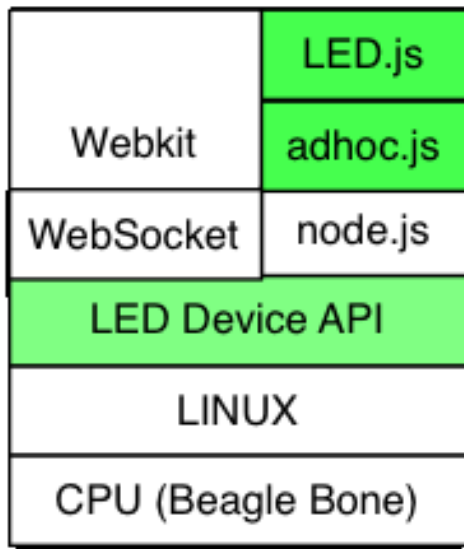 LED.js
Webkit
adhoc.js
WebSocket
node.js
LED Device API
LINUX
CPU (Beagle Bone)